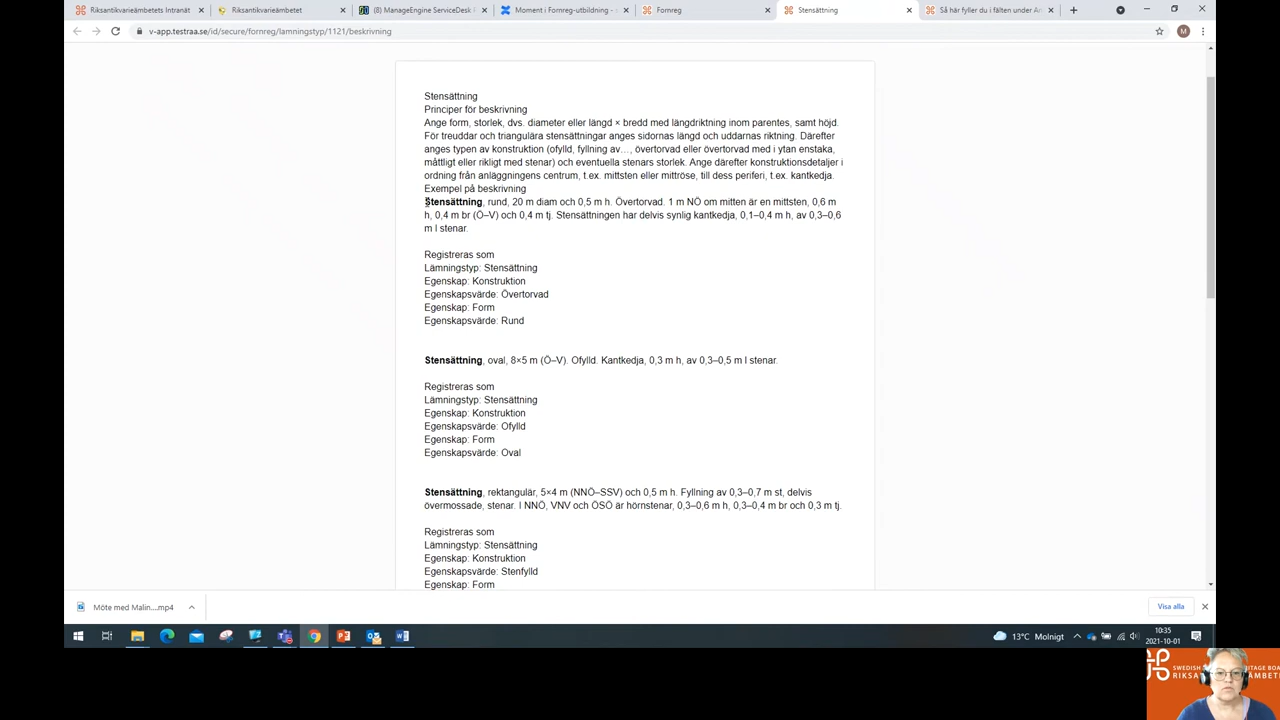 Riksantikvarieämbetets Intranät
Riksantikvarieämbetet
(8) ManageEngine ServiceDesk
Moment i Fornreg-utbildning -
Fornreg
Stensättning
Så här fyller du i fälten under
v-app.testraa.se/id/secure/fornreg/lamningstyp/1121/beskrivning
M
Stensättning
Principer för beskrivning
Ange form, storlek, dvs. diameter eller längd × bredd med längdriktning inom parentes, samt höjd.
För treuddar och triangulära stensättningar anges sidornas längd och uddarnas riktning. Därefter
anges typen av konstruktion (ofylld, fyllning av…, övertorvad eller övertorvad med i ytan enstaka,
måttligt eller rikligt med stenar) och eventuella stenars storlek. Ange därefter konstruktionsdetaljer i
ordning från anläggningens centrum, t.ex. mittsten eller mittröse, till dess periferi, t.ex. kantkedja.
Exempel på beskrivning
Stensättning, rund, 20 m diam och 0,5 m h. Övertorvad. 1 m NÖ om mitten är en mittsten, 0,6 m
h, 0,4 m br (Ö–V) och 0,4 m tj. Stensättningen har delvis synlig kantkedja, 0,1–0,4 m h, av 0,3–0,6
m l stenar.
Registreras som
Lämningstyp: Stensättning
Egenskap: Konstruktion
Egenskapsvärde: Övertorvad
Egenskap: Form
Egenskapsvärde: Rund
Stensättning, oval, 8×5 m (Ö–V). Ofylld. Kantkedja, 0,3 m h, av 0,3–0,5 m l stenar.
Registreras som
Lämningstyp: Stensättning
Egenskap: Konstruktion
Egenskapsvärde: Ofylld
Egenskap: Form
Egenskapsvärde: Oval
Stensättning, rektangulär, 5×4 m (NNÖ–SSV) och 0,5 m h. Fyllning av 0,3–0,7 m st, delvis
övermossade, stenar. I NNÖ, VNV och ÖSÖ är hörnstenar, 0,3–0,6 m h, 0,3–0,4 m br och 0,3 m tj.
Registreras som
Lämningstyp: Stensättning
Egenskap: Konstruktion
Egenskapsvärde: Stenfylld
Egenskap: Form
Möte med Malin....mp4
Visa alla
13°C Molnigt
10:35
2021-10-01
SWEDISH
RIKSA